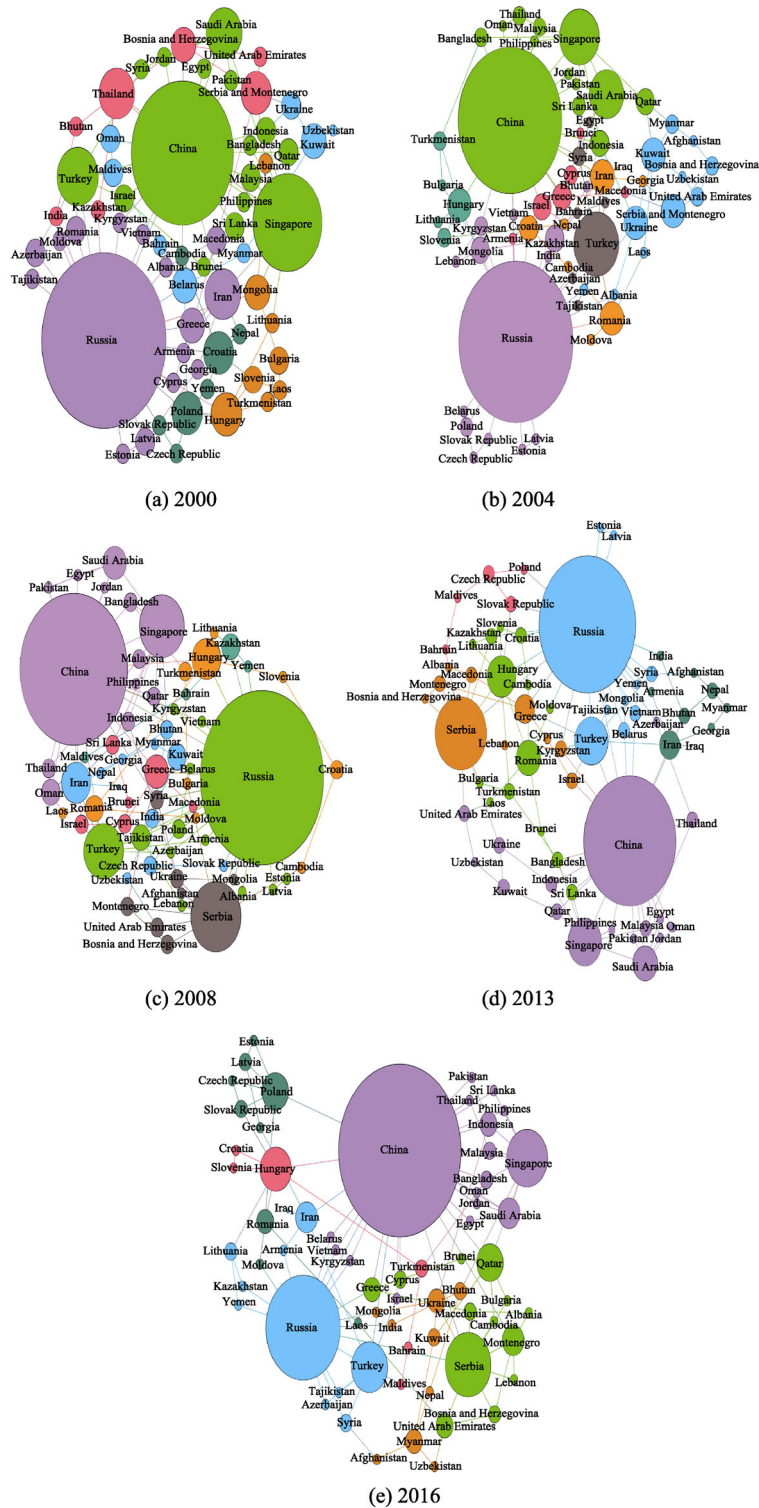 Saudi Arabia
Bosnia and Herzegovina
Jordan
United Arab Emirates
Syria
Egypt
Pakistan
Thailand
Serbia and Montenegro
Ukraine
Bhutan
Oman
China
Indonesia
Uzbekistan
Bangladesh
Kuwait
Lebanon
Qatar
Maldives
Turkey
Malaysia
Israel
Philippines
India
Kazakhstan
Kyrgyzstan
Singapore
Romania
Sri Lanka
Moldova
Vietnam
Macedonia
Azerbaijan
Bahrain
Cambodia
Myanmar
Albania
Brunei
Tajikistan
Belarus
Iran
Mongolia
Greece
Lithuania
Russia
Nepal
Armenia
Croatia
Georgia
Bulgaria
Cyprus
Yemen
Slovenia
Laos
Poland
Turkmenistan
Hungary
Slovak Republic
Latvia
Estonia
Czech Republic
(a) 2000
Thailand
Oman
Malaysia
Bangladesh
Philippines
Singapore
Jordan
Pakistan
Saudi Arabia
Sri Lanka
Qatar
China
Egypt
Myanmar
Brunei
Turkmenistan
Indonesia
Afghanistan
Syria
Kuwait
Cyprus
Iran
Iraq
Bosnia and Herzegovina
Bulgaria
Bhutan
Georgia
Uzbekistan
Hungary
Greece
Macedonia
United Arab Emirates
Israel
Maldives
Lithuania
Vietnam
Bahrain
Serbia and Montenegro
Kyrgyzstan
Croatia
Nepal
Ukraine
Slovenia
Armenia
Kazakhstan
Turkey
Mongolia
India
Laos
Lebanon
Cambodia
Azerbaijan
Yemen
Albania
Tajikistan
Romania
Russia
Moldova
Belarus
Poland
Slovak Republic
Latvia
Estonia
Czech Republic
(b) 2004
Saudi Arabia
Egypt
Pakistan
Jordan
Bangladesh
Singapore
Lithuania
Kazakhstan
China
Malaysia
Hungary
Yemen
Turkmenistan
Slovenia
Philippines
Bahrain
Qatar
Kyrgyzstan
Indonesia
Vietnam
Bhutan
Sri Lanka
Myanmar
Maldives
Georgia
Kuwait
Thailand
Nepal
Greece
Belarus
Croatia
Russia
Oman
Iran
Iraq
Bulgaria
Syria
Brunei
Macedonia
Laos
Romania
India
Moldova
Israel
Cyprus
Poland
Tajikistan
Armenia
Turkey
Azerbaijan
Czech Republic
Slovak Republic
Cambodia
Ukraine
Uzbekistan
Mongolia
Estonia
Afghanistan
Albania
Latvia
Lebanon
Montenegro
Serbia
United Arab Emirates
Bosnia and Herzegovina
(c) 2008
Estonia
Latvia
Poland
Czech Republic
Maldives
Slovak Republic
Slovenia
Russia
Kazakhstan
Croatia
Lithuania
Bahrain
India
Albania
Hungary
Syria
Afghanistan
Macedonia
Cambodia
Yemen
Armenia
Nepal
Montenegro
Mongolia
Bosnia and Herzegovina
Moldova
Tajikistan
Vietnam
Bhutan
Myanmar
Greece
Azerbaijan
Belarus
Georgia
Serbia
Cyprus
Turkey
Lebanon
Kyrgyzstan
Iran
Iraq
Romania
Israel
Bulgaria
Turkmenistan
Laos
United Arab Emirates
Thailand
Brunei
Ukraine
China
Uzbekistan
Bangladesh
Indonesia
Kuwait
Sri Lanka
Qatar
Philippines
Egypt
Malaysia
Oman
Singapore
Pakistan
Jordan
Saudi Arabia
(d) 2013
Estonia
Latvia
Pakistan
Czech Republic
Sri Lanka
Poland
Thailand
Slovak Republic
Philippines
Indonesia
Georgia
China
Croatia
Malaysia
Slovenia
Hungary
Singapore
Bangladesh
Oman
Iraq
Iran
Jordan
Saudi Arabia
Romania
Egypt
Belarus
Lithuania
Armenia
Vietnam
Brunei
Moldova
Kyrgyzstan
Turkmenistan
Qatar
Cyprus
Kazakhstan
Greece
Bhutan
Israel
Bulgaria
Yemen
Ukraine
Mongolia
Macedonia
Albania
Russia
Laos
India
Cambodia
Kuwait
Montenegro
Bahrain
Turkey
Serbia
Lebanon
Maldives
Tajikistan
Nepal
Azerbaijan
Bosnia and Herzegovina
Syria
United Arab Emirates
Myanmar
Afghanistan
Uzbekistan
(e) 2016